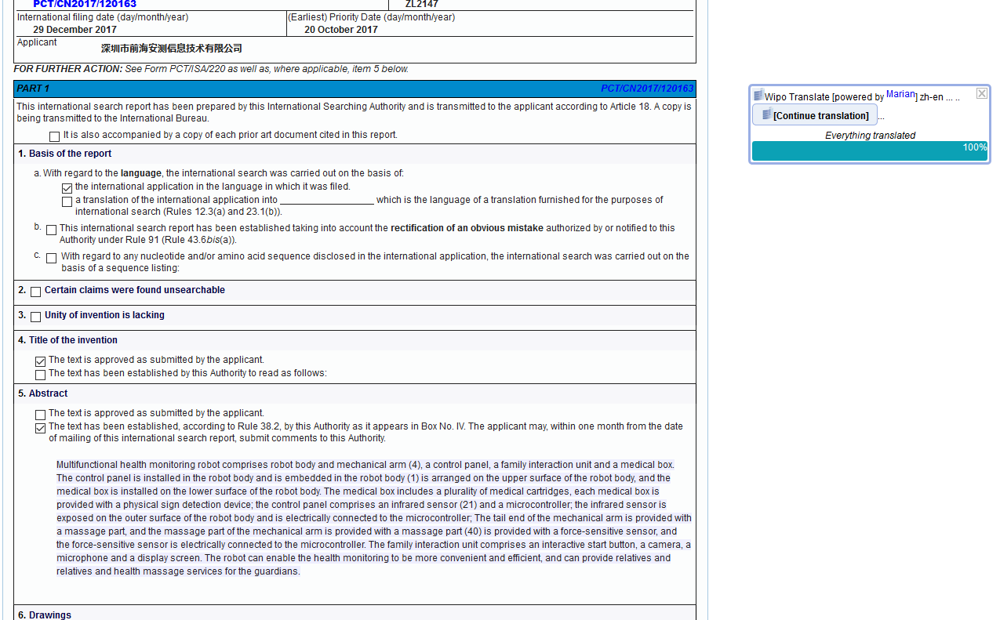 PCT/CN2017/120163 ZL2147
International filing date (day/month/year) (Earliest) Priority Date (day/month/year)
29 December 2017 20 October 2017
Applicant
深圳市前海安测信息技术有限公司
FOR FURTHER ACTION: See Form PCT/ISA/220 as well as, where applicable, item 5 below.
PART 1 PCT/CN2017/120163
This international search report has been prepared by this International Searching Authority and is transmitted to the applicant according to Article 18. A copy is
being transmitted to the International Bureau.
It is also accompanied by a copy of each prior art document cited in this report.
1. Basis of the report
a. With regard to the language, the international search was carried out on the basis of:
the international application in the language in which it was filed.
a translation of the international application into __________________ which is the language of a translation furnished for the purposes of
international search (Rules 12.3(a) and 23.1(b)).
b. This international search report has been established taking into account the rectification of an obvious mistake authorized by or notified to this
Authority under Rule 91 (Rule 43.6bis(a)).
c. With regard to any nucleotide and/or amino acid sequence disclosed in the international application, the international search was carried out on the
basis of a sequence listing:
2. Certain claims were found unsearchable
3. Unity of invention is lacking
4. Title of the invention
The text is approved as submitted by the applicant.
The text has been established by this Authority to read as follows:
5. Abstract
The text is approved as submitted by the applicant.
The text has been established, according to Rule 38.2, by this Authority as it appears in Box No. IV. The applicant may, within one month from the date
of mailing of this international search report, submit comments to this Authority.
Multifunctional health monitoring robot comprises robot body and mechanical arm (4), a control panel, a family interaction unit and a medical box.
The control panel is installed in the robot body and is embedded in the robot body (1) is arranged on the upper surface of the robot body, and the
medical box is installed on the lower surface of the robot body. The medical box includes a plurality of medical cartridges, each medical box is
provided with a physical sign detection device; the control panel comprises an infrared sensor (21) and a microcontroller; the infrared sensor is
exposed on the outer surface of the robot body and is electrically connected to the microcontroller; The tail end of the mechanical arm is provided with
a massage part, and the massage part of the mechanical arm is provided with a massage part (40) is provided with a force-sensitive sensor, and
the force-sensitive sensor is electrically connected to the microcontroller. The family interaction unit comprises an interactive start button, a camera, a
microphone and a display screen. The robot can enable the health monitoring to be more convenient and efficient, and can provide relatives and
relatives and health massage services for the guardians.
6. Drawings
Wipo Translate [powered by Marian] zh-en ... ..
[Continue translation] ...
Everything translated
100%